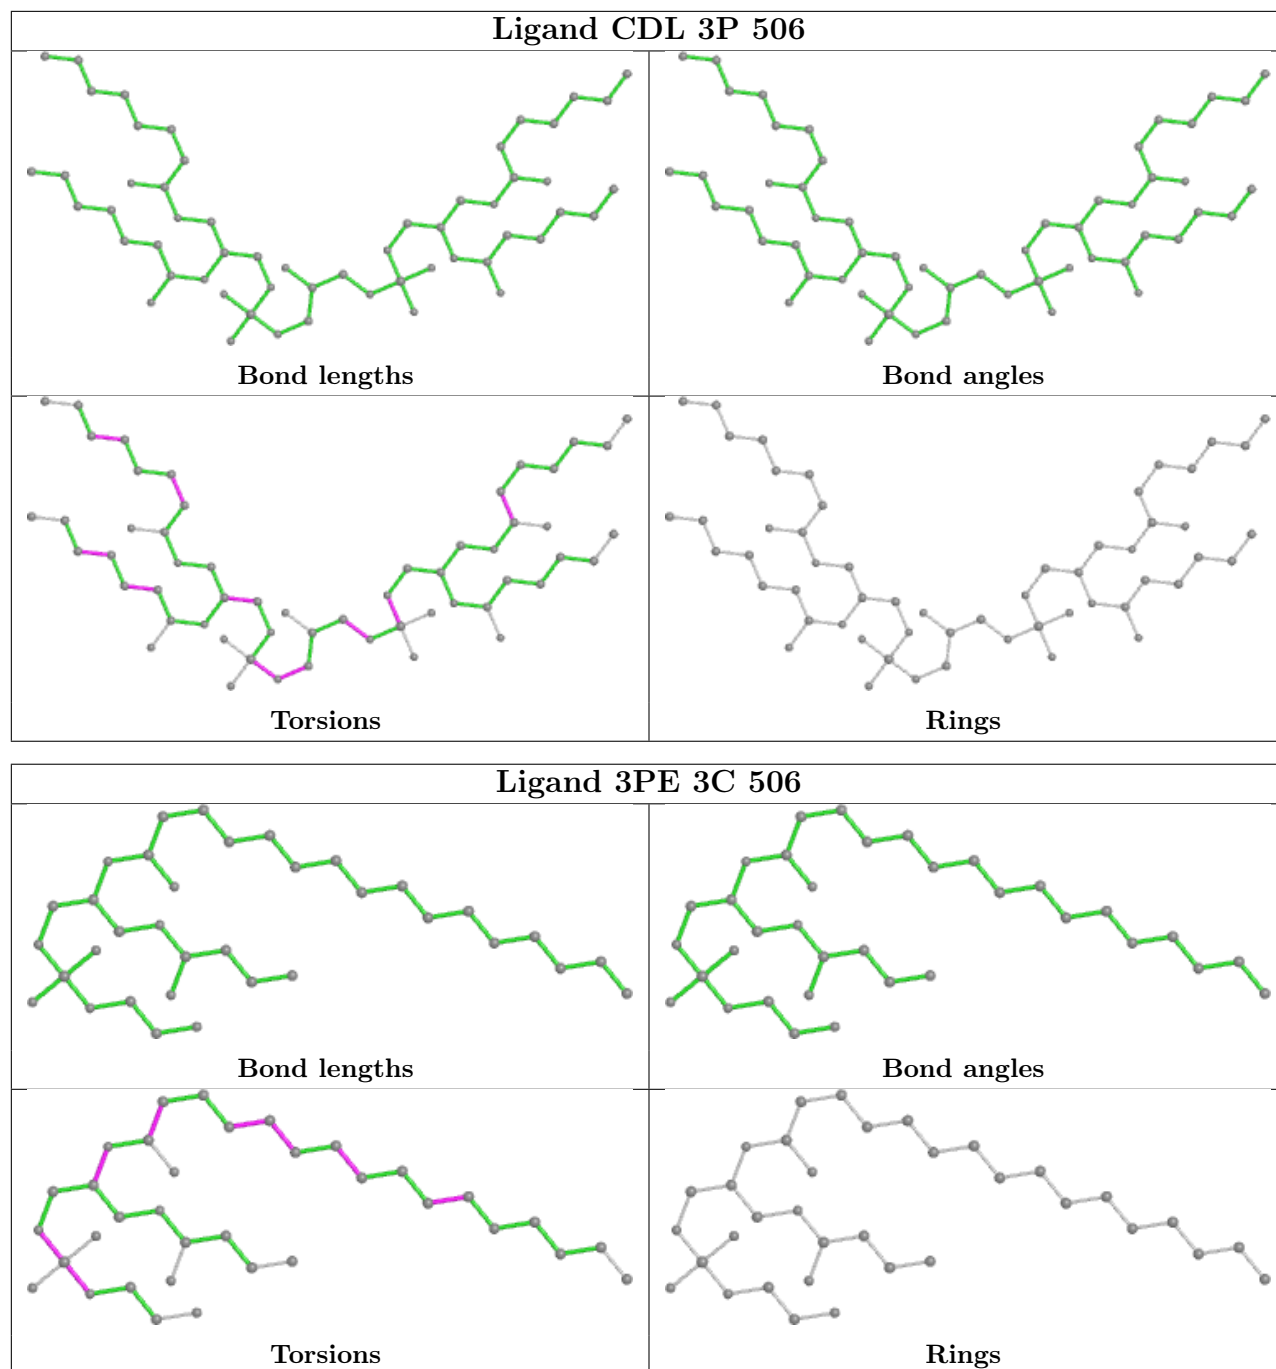 Ligand CDL 3P 506
Bond lengths
Bond angles
Torsions
Rings
Ligand 3PE 3C 506
Bond lengths
Bond angles
Torsions
Rings